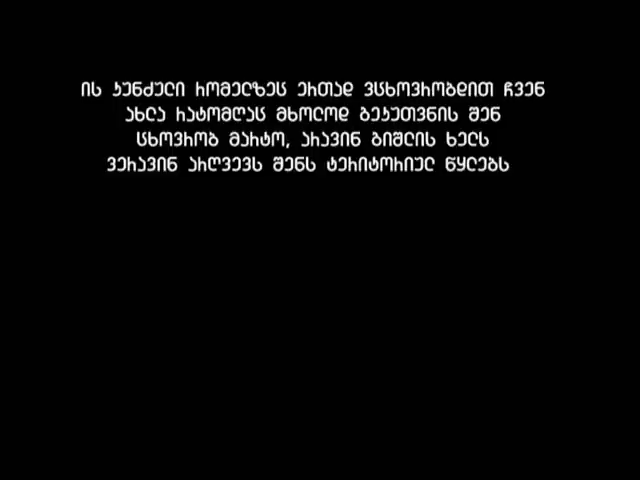 ის კუნძული რომელზეც ერთად ვცხოვრობდით ჩვენ
ახლა რატომღაც მხოლოდ გეკუთვნის შენ
ცხოვრობ მარტო, არავინ გიშლის ხელს
ვერავინ არღვევს შენს ტერიტორიულ წყლებს